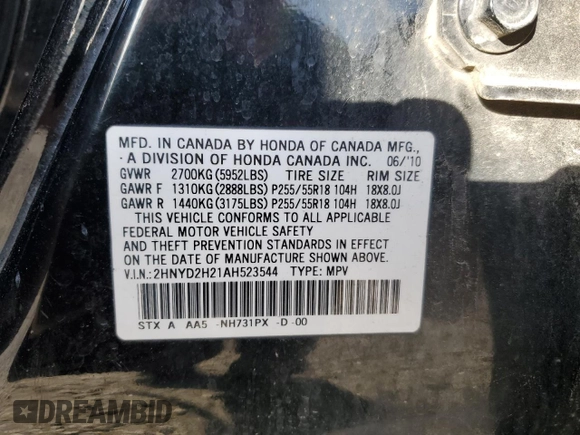 MFD. IN CANADA BY HONDA OF CANADA MFG.,
A DIVISION OF HONDA CANADA INC. 06/'10
GVWR 2700KG(5952LBS) TIRE SIZE RIM SIZE
GAWR F 1310KG(2888LBS) P255/55R18 104H 18X8.0J
GAWR R 1440KG(3175LBS) P255/55R18 104H 18X8.0J
THIS VEHICLE CONFORMS TO ALL APPLICABLE
FEDERAL MOTOR VEHICLE SAFETY
AND THEFT PREVENTION STANDARDS IN EFFECT
ON THE DATE OF MANUFACTURE SHOWN ABOVE.
V.I.N.:2HNYD2H21AH523544 TYPE: MPV
STX A AA5 -NH731PX -D -00
DREAMBID